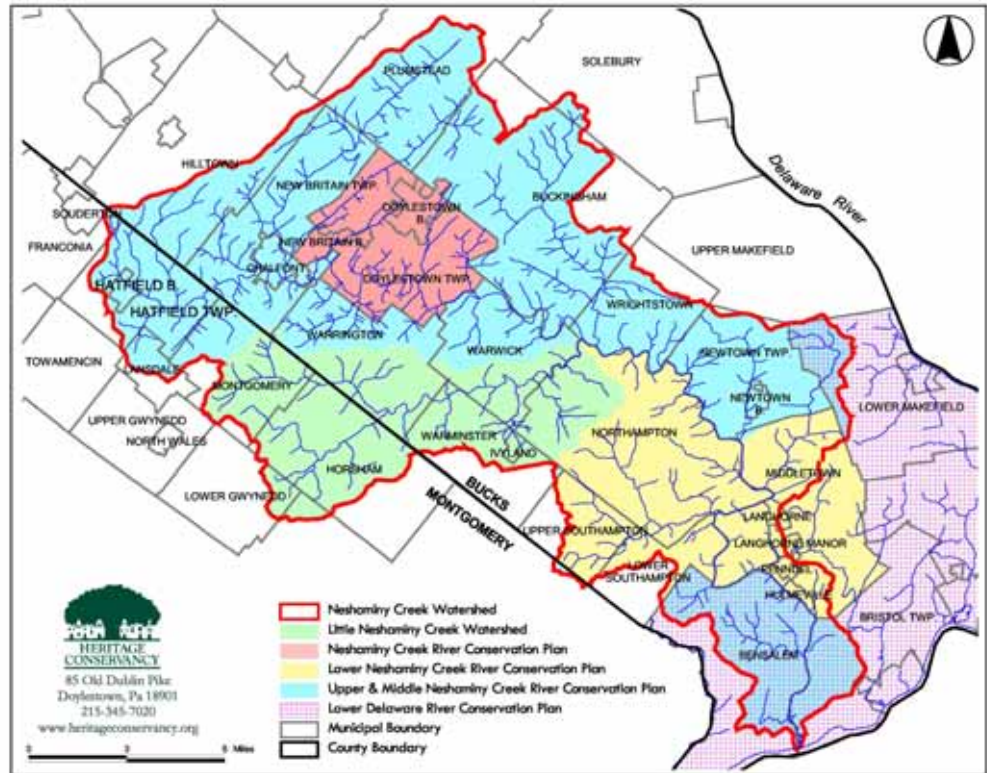 PLUMSTEAD
SOLEBURY
HILLTOWN
NEW BRITAIN TWP.
DOYLESTOWN
B.
BUCKINGHAM
Delaware River
SOUDERTON
FRANCONIA
NEW BRITAIN B.
CHALFONT
DOYLESTOWN TWP.
UPPER MAKEFIELD
HATFIELD B.
HATFIELD TWP.
WRIGHTSTOWN
WARRINGTON
WARWICK
NEWTOWN TWP.
TOWAMENCIN
LANSDALE
MONTGOMERY
NEWTOWN
B.
LOWER MAKEFIELD
UPPER GWYNEDD
NORTH WALES
WARMINSTER
IVYLAND
NORTHAMPTON
HORSHAM
MIDDLETOWN
LOWER GWYNEDD
BUCKS
MONTGOMERY
UPPER SOUTHAMPTON
LANGHORNE
LANGHORNE MANOR
LOWER
SOUTHAMPTON
PENNDEL
HULMEVILLE
BRISTOL TWP.
BENSALEM
HERITAGE
CONSERVANCY
85 Old Dublin Pike
Doylestown, Pa 18901
215-345-7020
www.heritageconservancy.org
Neshaminy Creek Watershed
Little Neshaminy Creek Watershed
Neshaminy Creek River Conservation Plan
Lower Neshaminy Creek River Conservation Plan
Upper & Middle Neshaminy Creek River Conservation Plan
Lower Delaware River Conservation Plan
Municipal Boundary
County Boundary
0 3 6 Miles